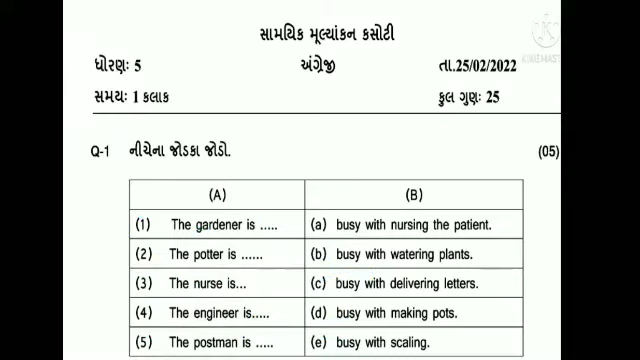 સામયિક મૂલ્યાંકન કસોટી
ધોરણઃ 5 અંગ્રેજી તા.25/02/2022
સમયઃ 1 કલાક કુલ ગુણઃ 25
Q-1 નીચેના જોડકા જોડો. (05)
(A) (B)
(1) The gardener is ..... (a) busy with nursing the patient.
(2) The potter is ...... (b) busy with watering plants.
(3) The nurse is... (c) busy with delivering letters.
(4) The engineer is..... (d) busy with making pots.
(5) The postman is ..... (e) busy with scaling.
KINEMASTER